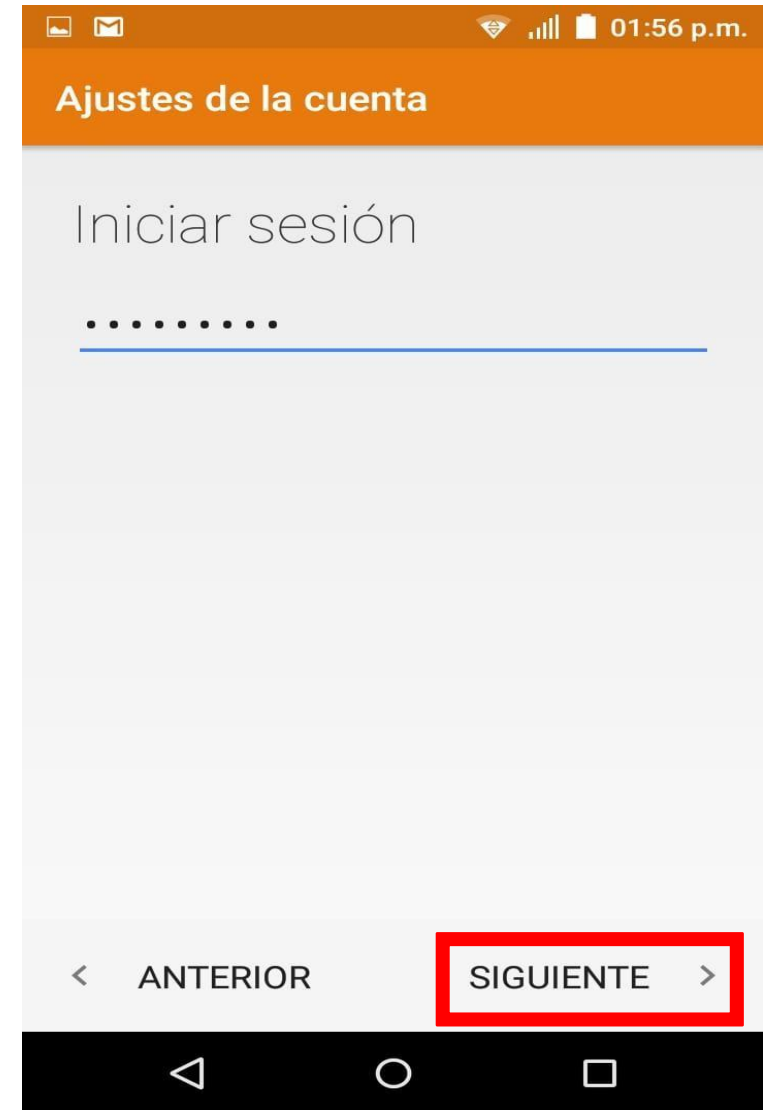 01:56 p.m.
Ajustes de la cuenta
Iniciar sesión
.........
< ANTERIOR SIGUIENTE >